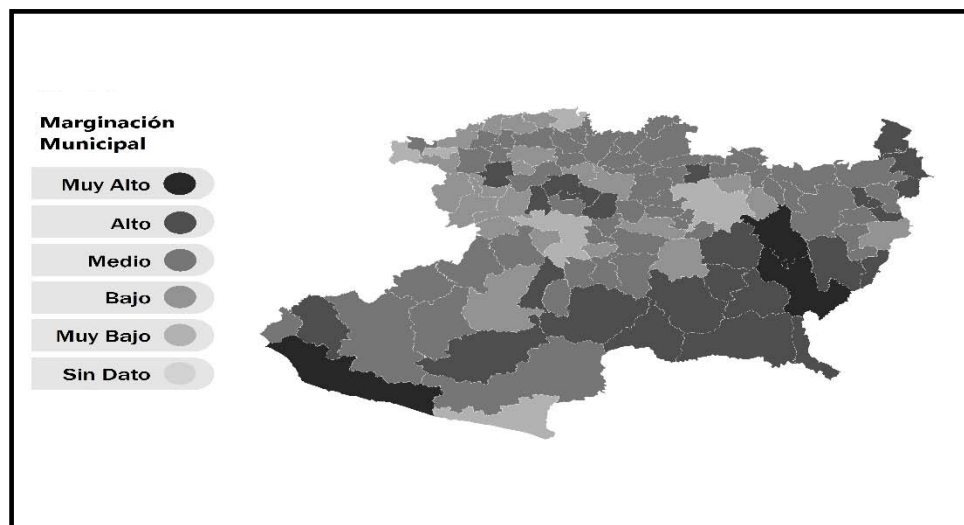 Marginación
Municipal
Muy Alto
Alto
Medio
Bajo
Muy Bajo
Sin Dato